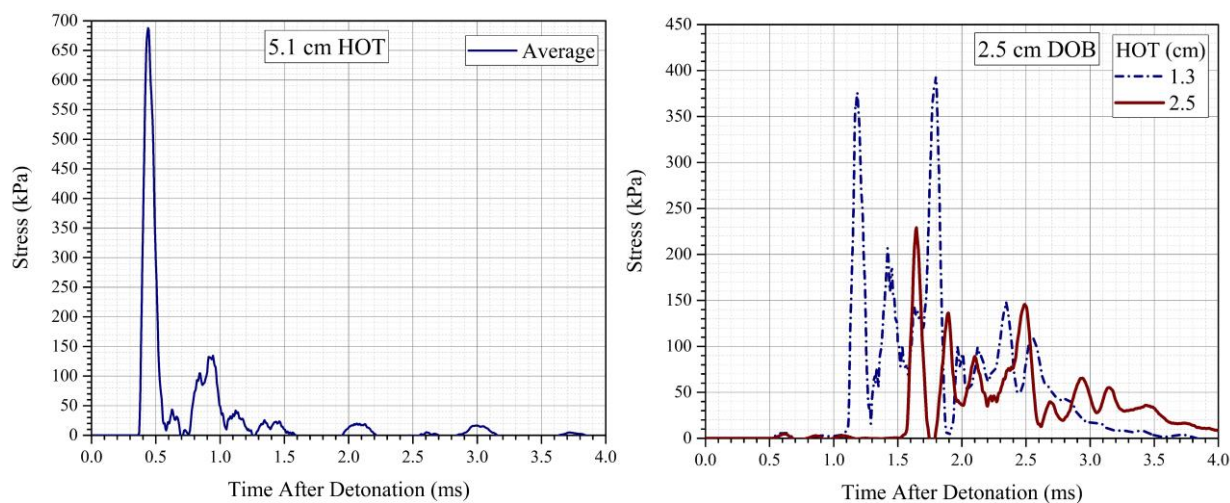 5.1 cm HOT
Average
700
650
600
550
500
450
400
350
300
250
200
150
100
50
0
Stress (kPa)
0.0 0.5 1.0 1.5 2.0 2.5 3.0 3.5 4.0
Time After Detonation (ms)
2.5 cm DOB
HOT (cm)
1.3
2.5
450
400
350
300
250
200
150
100
50
0
Stress (kPa)
0.0 0.5 1.0 1.5 2.0 2.5 3.0 3.5 4.0
Time After Detonation (ms)